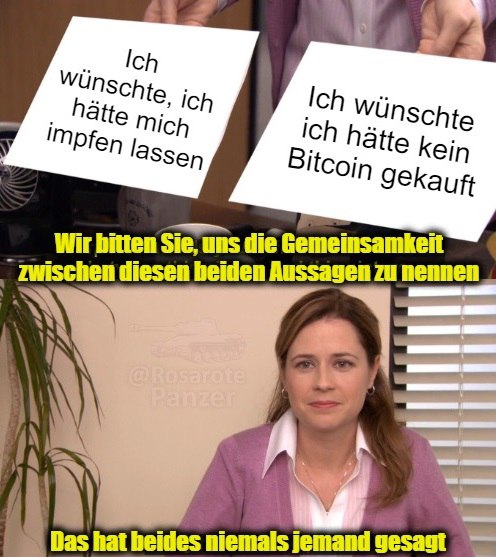 Ich
wünschte, ich
hätte mich
impfen lassen
Ich wünschte
ich hätte kein
Bitcoin gekauft
Wir bitten Sie, uns die Gemeinsamkeit
zwischen diesen beiden Aussagen zu nennen
@Rosarote
Panzer
Das hat beides niemals jemand gesagt